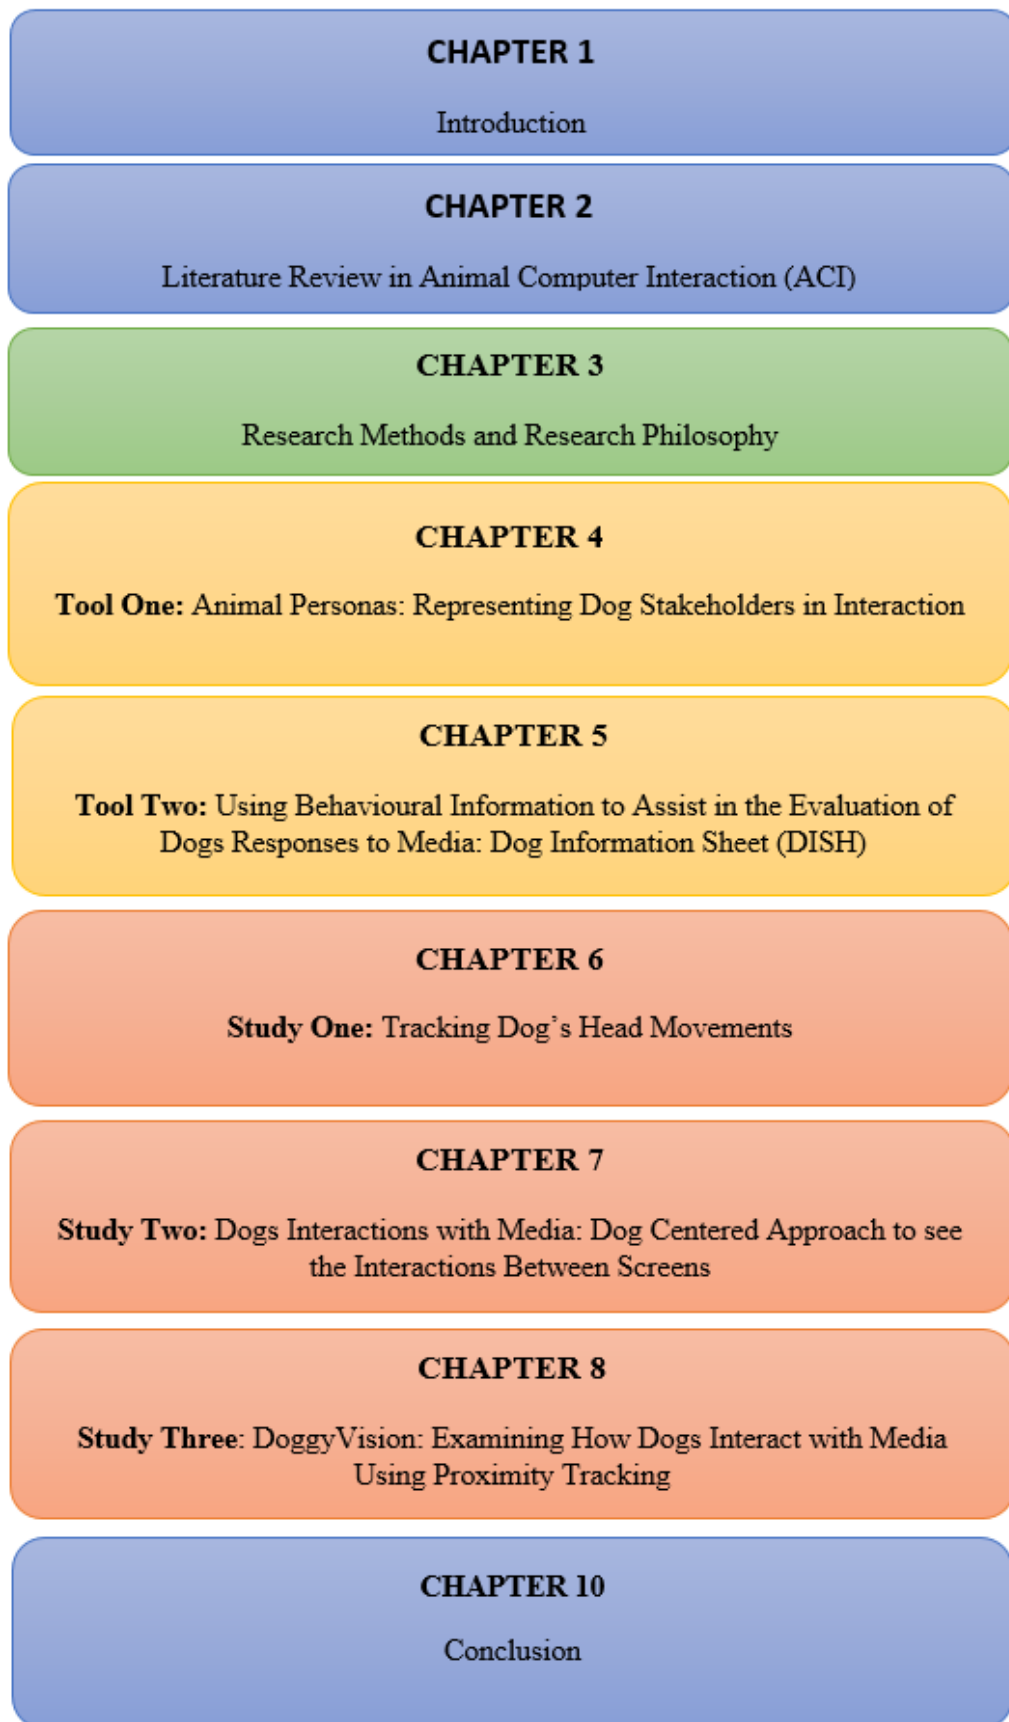 CHAPTER 1
Introduction
CHAPTER 2
Literature Review in Animal Computer Interaction (ACI)
CHAPTER 3
Research Methods and Research Philosophy
CHAPTER 4
Tool One: Animal Personas: Representing Dog Stakeholders in Interaction
CHAPTER 5
Tool Two: Using Behavioural Information to Assist in the Evaluation of
Dogs Responses to Media: Dog Information Sheet (DISH)
CHAPTER 6
Study One: Tracking Dog’s Head Movements
CHAPTER 7
Study Two: Dogs Interactions with Media: Dog Centered Approach to see
the Interactions Between Screens
CHAPTER 8
Study Three: DoggyVision: Examining How Dogs Interact with Media
Using Proximity Tracking
CHAPTER 10
Conclusion